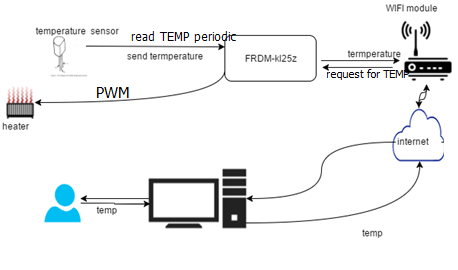 WIFI module
temperature sensor
read TEMP periodic
send termperature
FRDM-kl25z
termperature
request for TEMP
PWM
heater
internet
temp
temp